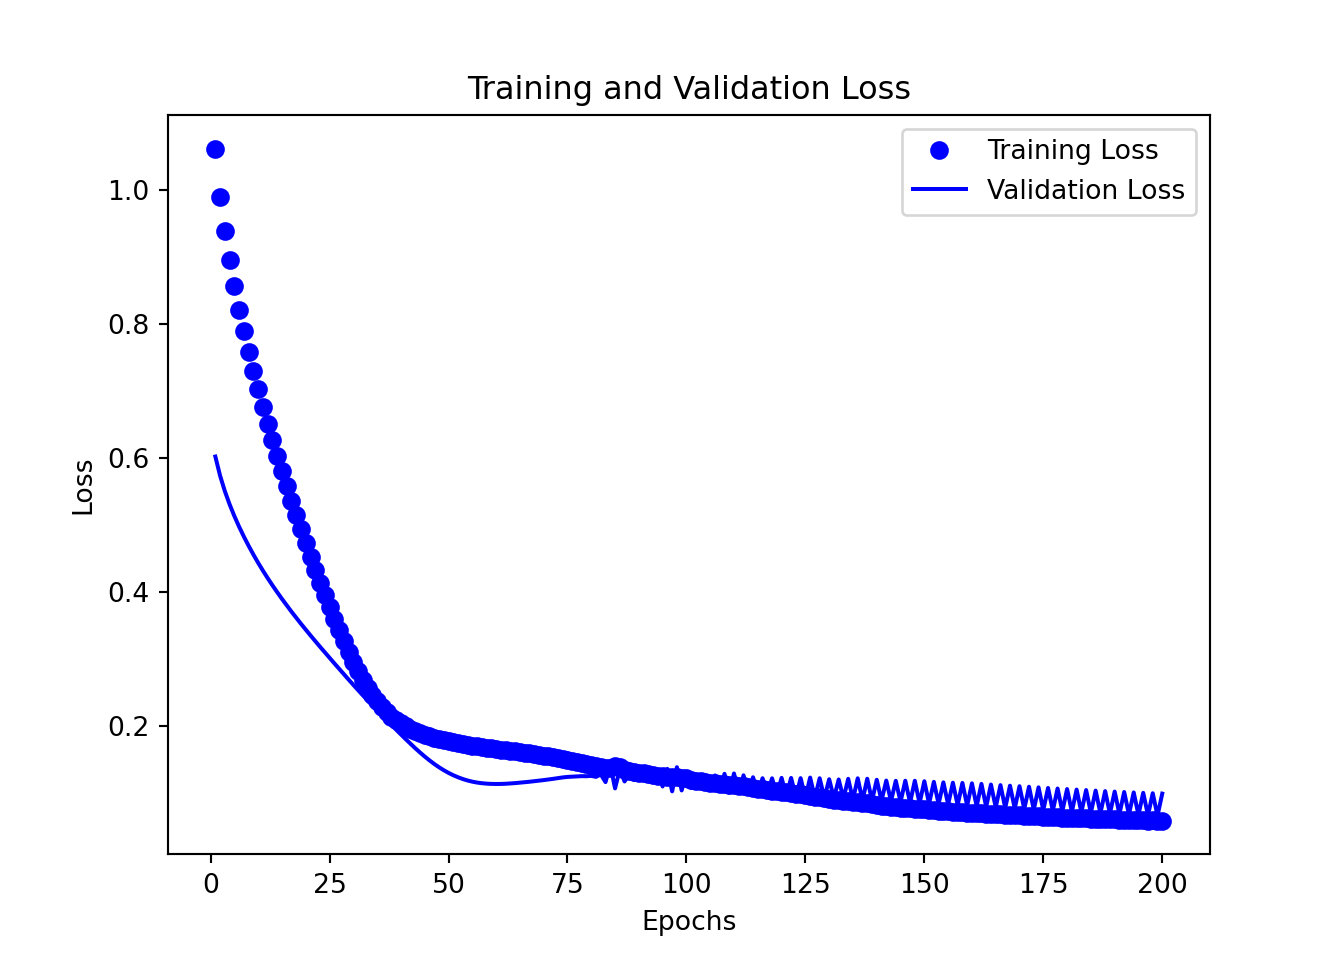 Training and Validation Loss
Training Loss
Validation Loss
1.0
0.8
0.6
0.4
0.2
Loss
0 25 50 75 100 125 150 175 200
Epochs